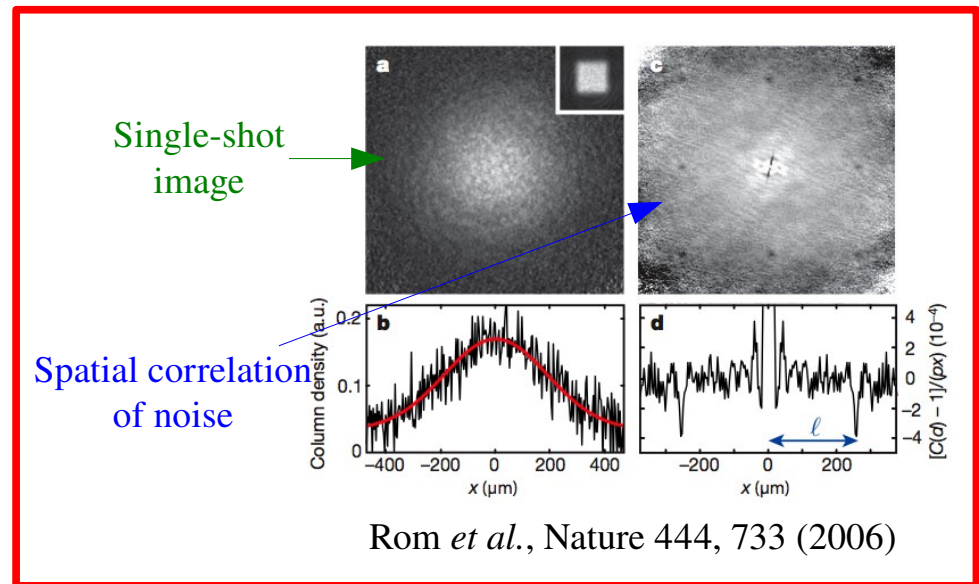 Single-shot
image
Spatial correlation
of noise
a
c
b
d
Column density (a.u.)
0.2
0.1
0
−400 −200 0 200 400
x (μm)
ℓ
−200 0 200
x (μm)
4
2
0
−2
−4
[C(d) − 1]/(px) (10⁻⁴)
Rom et al., Nature 444, 733 (2006)